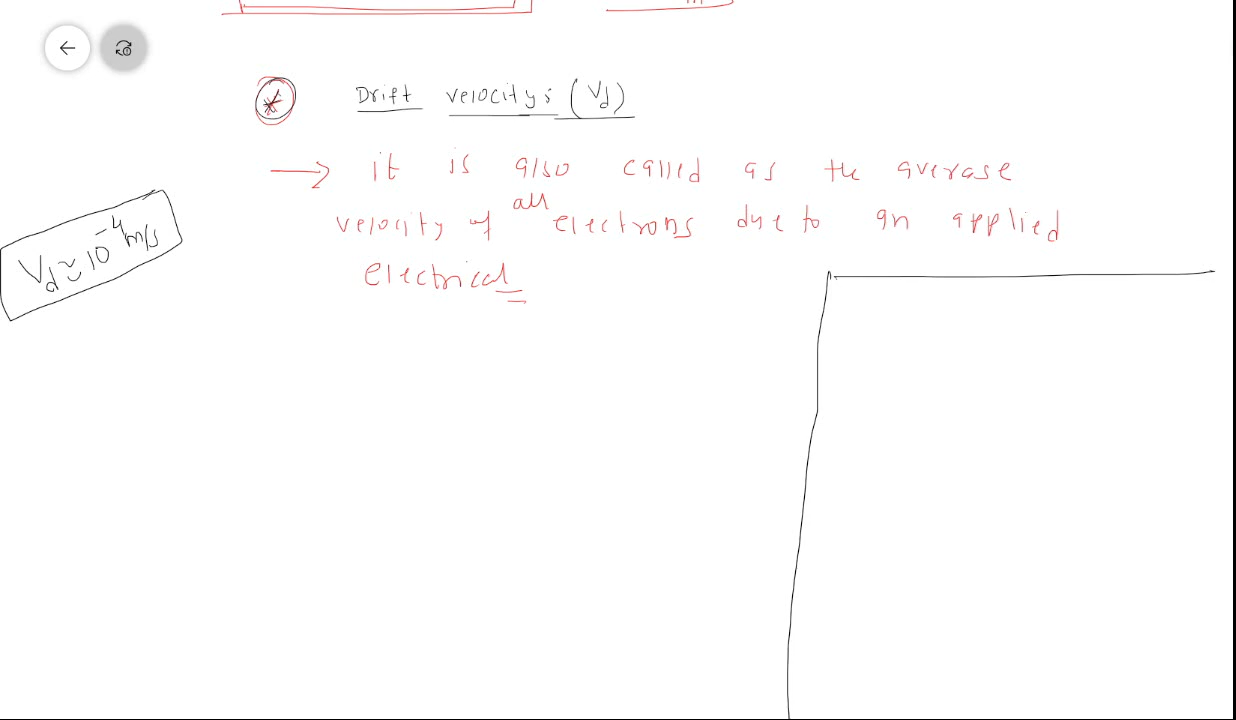 Drift velocity: (Vd)
→ it is also called as the average
velocity of all electrons due to an applied
electrical
Vd ≈ 10⁻⁴ m/s